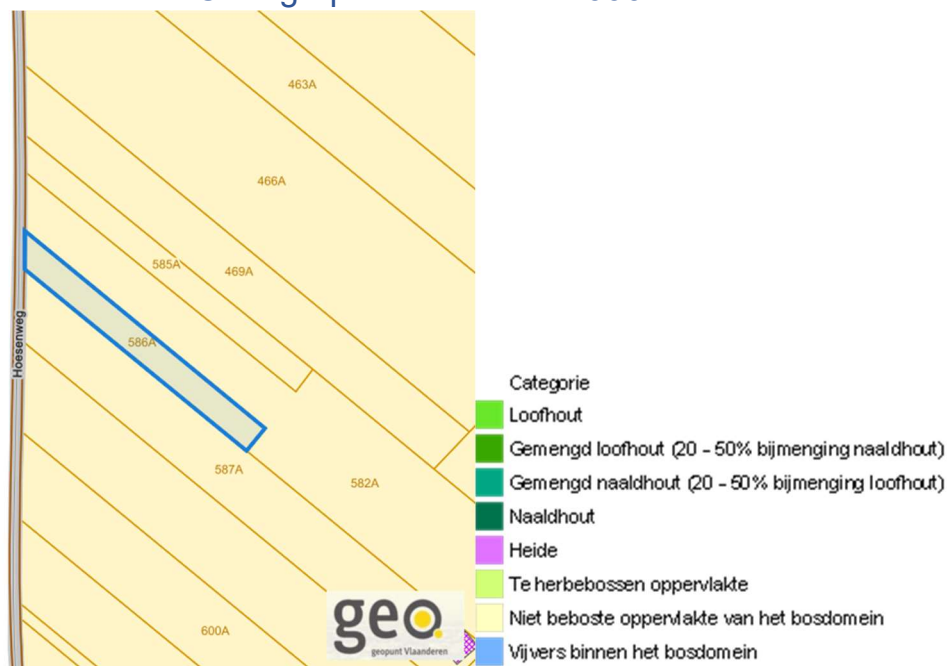 463A
466A
585A
469A
586A
Hoesenweg
587A
582A
600A
geo.
geopunt Vlaanderen
Categorie
Loofhout
Gemengd loofhout (20 - 50% bijmenging naaldhout)
Gemengd naaldhout (20 - 50% bijmenging loofhout)
Naaldhout
Heide
Te herbebossen oppervlakte
Niet beboste oppervlakte van het bosdomein
Vijvers binnen het bosdomein